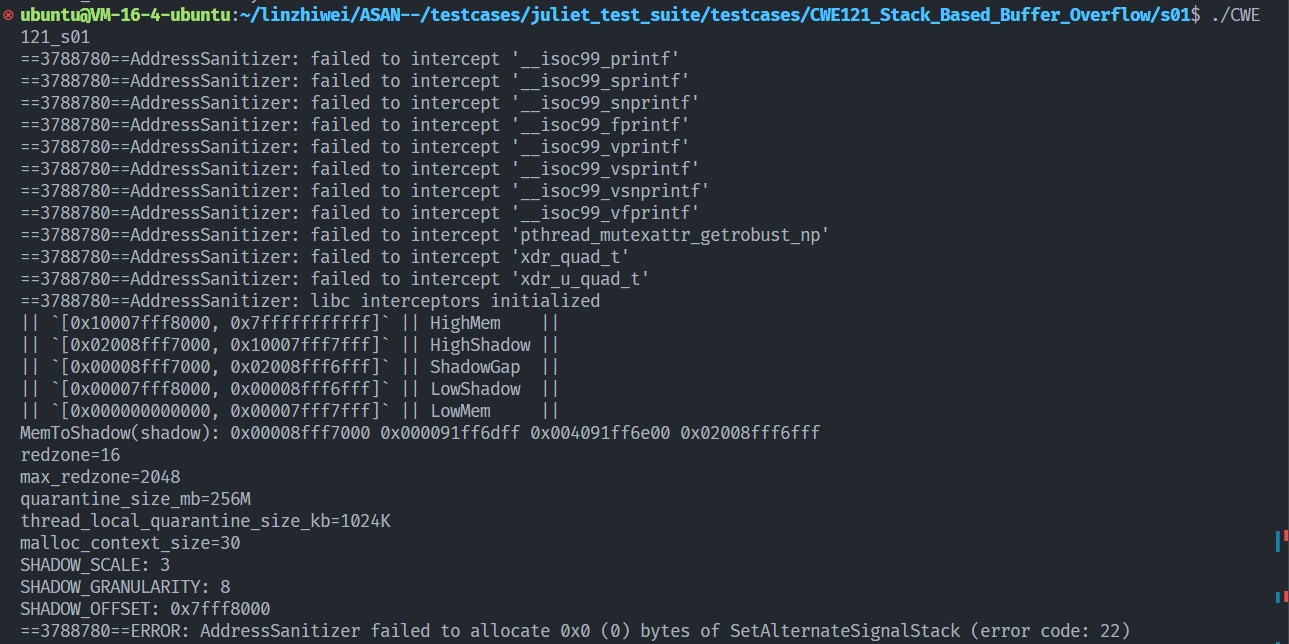 ubuntu@VM-16-4-ubuntu:~/linzhiwei/ASAN--/testcases/juliet_test_suite/testcases/CWE121_Stack_Based_Buffer_Overflow/s01$ ./CWE
121_s01
==3788780==AddressSanitizer: failed to intercept '__isoc99_printf'
==3788780==AddressSanitizer: failed to intercept '__isoc99_sprintf'
==3788780==AddressSanitizer: failed to intercept '__isoc99_snprintf'
==3788780==AddressSanitizer: failed to intercept '__isoc99_fprintf'
==3788780==AddressSanitizer: failed to intercept '__isoc99_vprintf'
==3788780==AddressSanitizer: failed to intercept '__isoc99_vsprintf'
==3788780==AddressSanitizer: failed to intercept '__isoc99_vsnprintf'
==3788780==AddressSanitizer: failed to intercept '__isoc99_vfprintf'
==3788780==AddressSanitizer: failed to intercept 'pthread_mutexattr_getrobust_np'
==3788780==AddressSanitizer: failed to intercept 'xdr_quad_t'
==3788780==AddressSanitizer: failed to intercept 'xdr_u_quad_t'
==3788780==AddressSanitizer: libc interceptors initialized
|| `[0x10007fff8000, 0x7fffffffffff]` || HighMem    ||
|| `[0x02008fff7000, 0x10007fff7fff]` || HighShadow ||
|| `[0x00008fff7000, 0x02008fff6fff]` || ShadowGap  ||
|| `[0x00007fff8000, 0x00008fff6fff]` || LowShadow  ||
|| `[0x000000000000, 0x00007fff7fff]` || LowMem     ||
MemToShadow(shadow): 0x00008fff7000 0x000091ff6dff 0x004091ff6e00 0x02008fff6fff
redzone=16
max_redzone=2048
quarantine_size_mb=256M
thread_local_quarantine_size_kb=1024K
malloc_context_size=30
SHADOW_SCALE: 3
SHADOW_GRANULARITY: 8
SHADOW_OFFSET: 0x7fff8000
==3788780==ERROR: AddressSanitizer failed to allocate 0x0 (0) bytes of SetAlternateSignalStack (error code: 22)